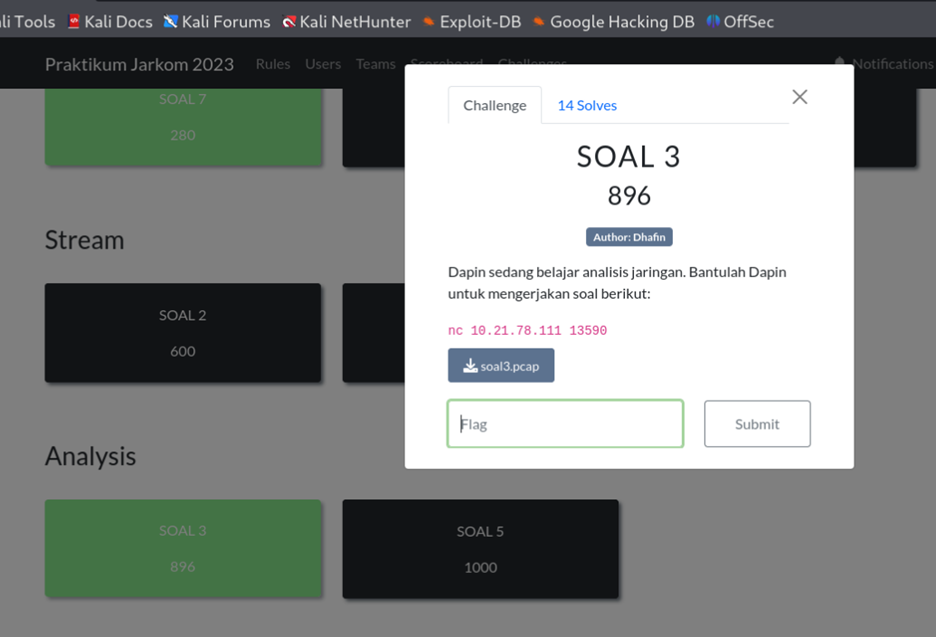 li Tools Kali Docs Kali Forums Kali NetHunter Exploit-DB Google Hacking DB OffSec
Praktikum Jarkom 2023 Rules Users Teams Scoreboard Challenges Notifications
SOAL 7
280
Stream
SOAL 2
600
Analysis
SOAL 3
896
SOAL 5
1000
Challenge 14 Solves
SOAL 3
896
Author: Dhafin
Dapin sedang belajar analisis jaringan. Bantulah Dapin
untuk mengerjakan soal berikut:
nc 10.21.78.111 13590
soal3.pcap
Flag Submit